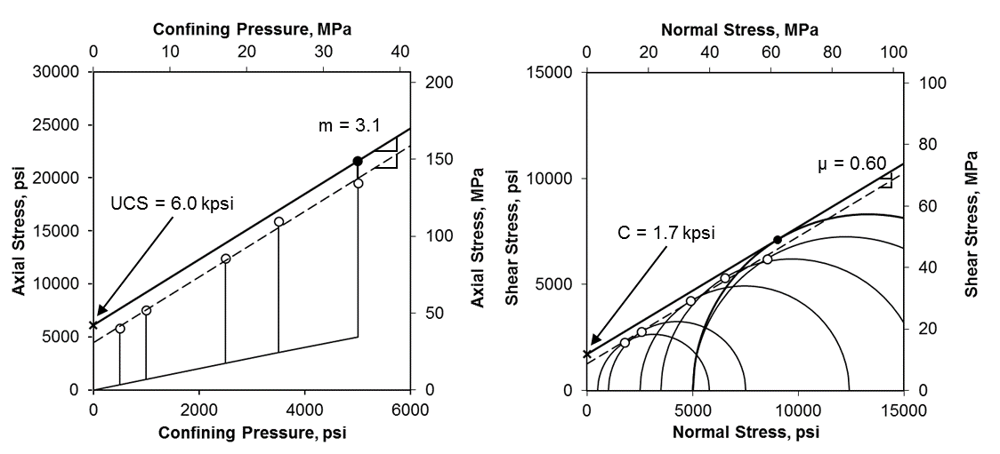 Confining Pressure, MPa
0 10 20 30 40
30000
25000
20000
15000
10000
5000
0
Axial Stress, psi
200
150
100
50
0
Axial Stress, MPa
m = 3.1
UCS = 6.0 kpsi
0 2000 4000 6000
Confining Pressure, psi
Normal Stress, MPa
0 20 40 60 80 100
15000
10000
5000
0
Shear Stress, psi
100
80
60
40
20
0
Shear Stress, MPa
μ = 0.60
C = 1.7 kpsi
0 5000 10000 15000
Normal Stress, psi